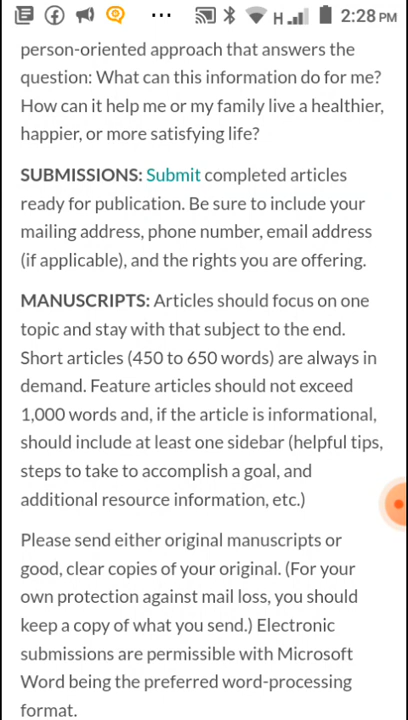 H 2:28 PM
person-oriented approach that answers the
question: What can this information do for me?
How can it help me or my family live a healthier,
happier, or more satisfying life?
SUBMISSIONS: Submit completed articles
ready for publication. Be sure to include your
mailing address, phone number, email address
(if applicable), and the rights you are offering.
MANUSCRIPTS: Articles should focus on one
topic and stay with that subject to the end.
Short articles (450 to 650 words) are always in
demand. Feature articles should not exceed
1,000 words and, if the article is informational,
should include at least one sidebar (helpful tips,
steps to take to accomplish a goal, and
additional resource information, etc.)
Please send either original manuscripts or
good, clear copies of your original. (For your
own protection against mail loss, you should
keep a copy of what you send.) Electronic
submissions are permissible with Microsoft
Word being the preferred word-processing
format.